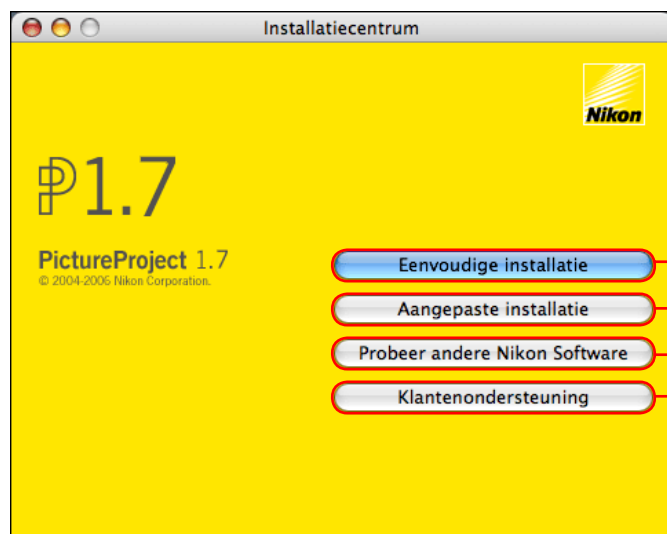 Installatiecentrum
Nikon
P1.7
PictureProject 1.7
© 2004-2006 Nikon Corporation.
Eenvoudige installatie
Aangepaste installatie
Probeer andere Nikon Software
Klantenondersteuning